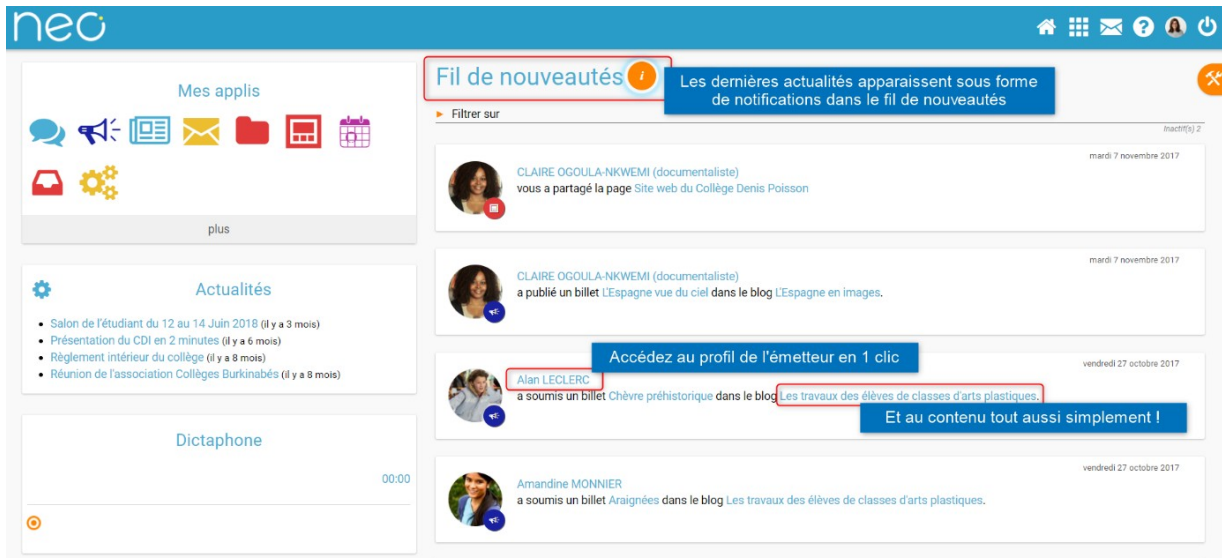 neo
Mes applis
plus
Actualités
Salon de l'étudiant du 12 au 14 Juin 2018 (il y a 3 mois)
Présentation du CDI en 2 minutes (il y a 6 mois)
Règlement intérieur du collège (il y a 8 mois)
Réunion de l'association Collèges Burkinabés (il y a 8 mois)
Dictaphone
00:00
Fil de nouveautés i
Les dernières actualités apparaissent sous forme
de notifications dans le fil de nouveautés
Filtrer sur
Inactif(s) 2
mardi 7 novembre 2017
CLAIRE OGOULA-NKWEMI (documentaliste)
vous a partagé la page Site web du Collège Denis Poisson
mardi 7 novembre 2017
CLAIRE OGOULA-NKWEMI (documentaliste)
a publié un billet L'Espagne vue du ciel dans le blog L'Espagne en images.
Accédez au profil de l'émetteur en 1 clic
vendredi 27 octobre 2017
Alan LECLERC
a soumis un billet Chèvre préhistorique dans le blog Les travaux des élèves de classes d'arts plastiques.
Et au contenu tout aussi simplement !
vendredi 27 octobre 2017
Amandine MONNIER
a soumis un billet Araignées dans le blog Les travaux des élèves de classes d'arts plastiques.